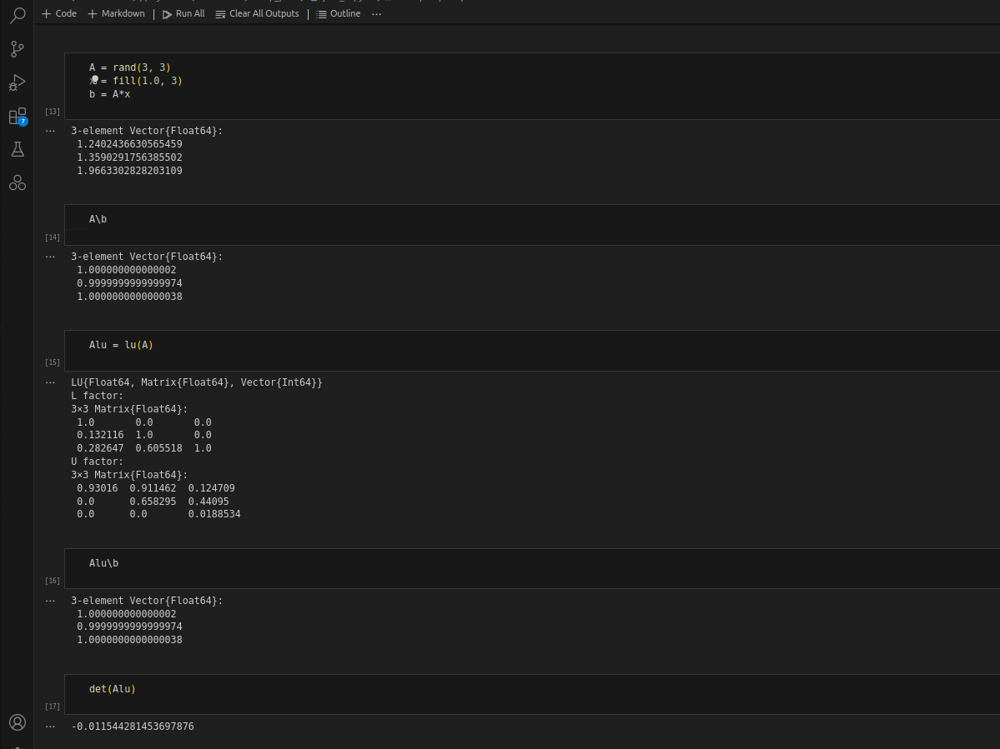 Code Markdown Run All Clear All Outputs Outline ...
A = rand(3, 3)
= fill(1.0, 3)
b = A*x
[13]
... 3-element Vector{Float64}:
1.2402436630565459
1.3590291756385502
1.9663302828203109
7
A\b
[14]
... 3-element Vector{Float64}:
1.000000000000002
0.9999999999999974
1.0000000000000038
Alu = lu(A)
[15]
... LU{Float64, Matrix{Float64}, Vector{Int64}}
L factor:
3×3 Matrix{Float64}:
1.0 0.0 0.0
0.132116 1.0 0.0
0.282647 0.605518 1.0
U factor:
3×3 Matrix{Float64}:
0.93016 0.911462 0.124709
0.0 0.658295 0.44095
0.0 0.0 0.0188534
Alu\b
[16]
... 3-element Vector{Float64}:
1.000000000000002
0.9999999999999974
1.0000000000000038
det(Alu)
[17]
... -0.011544281453697876